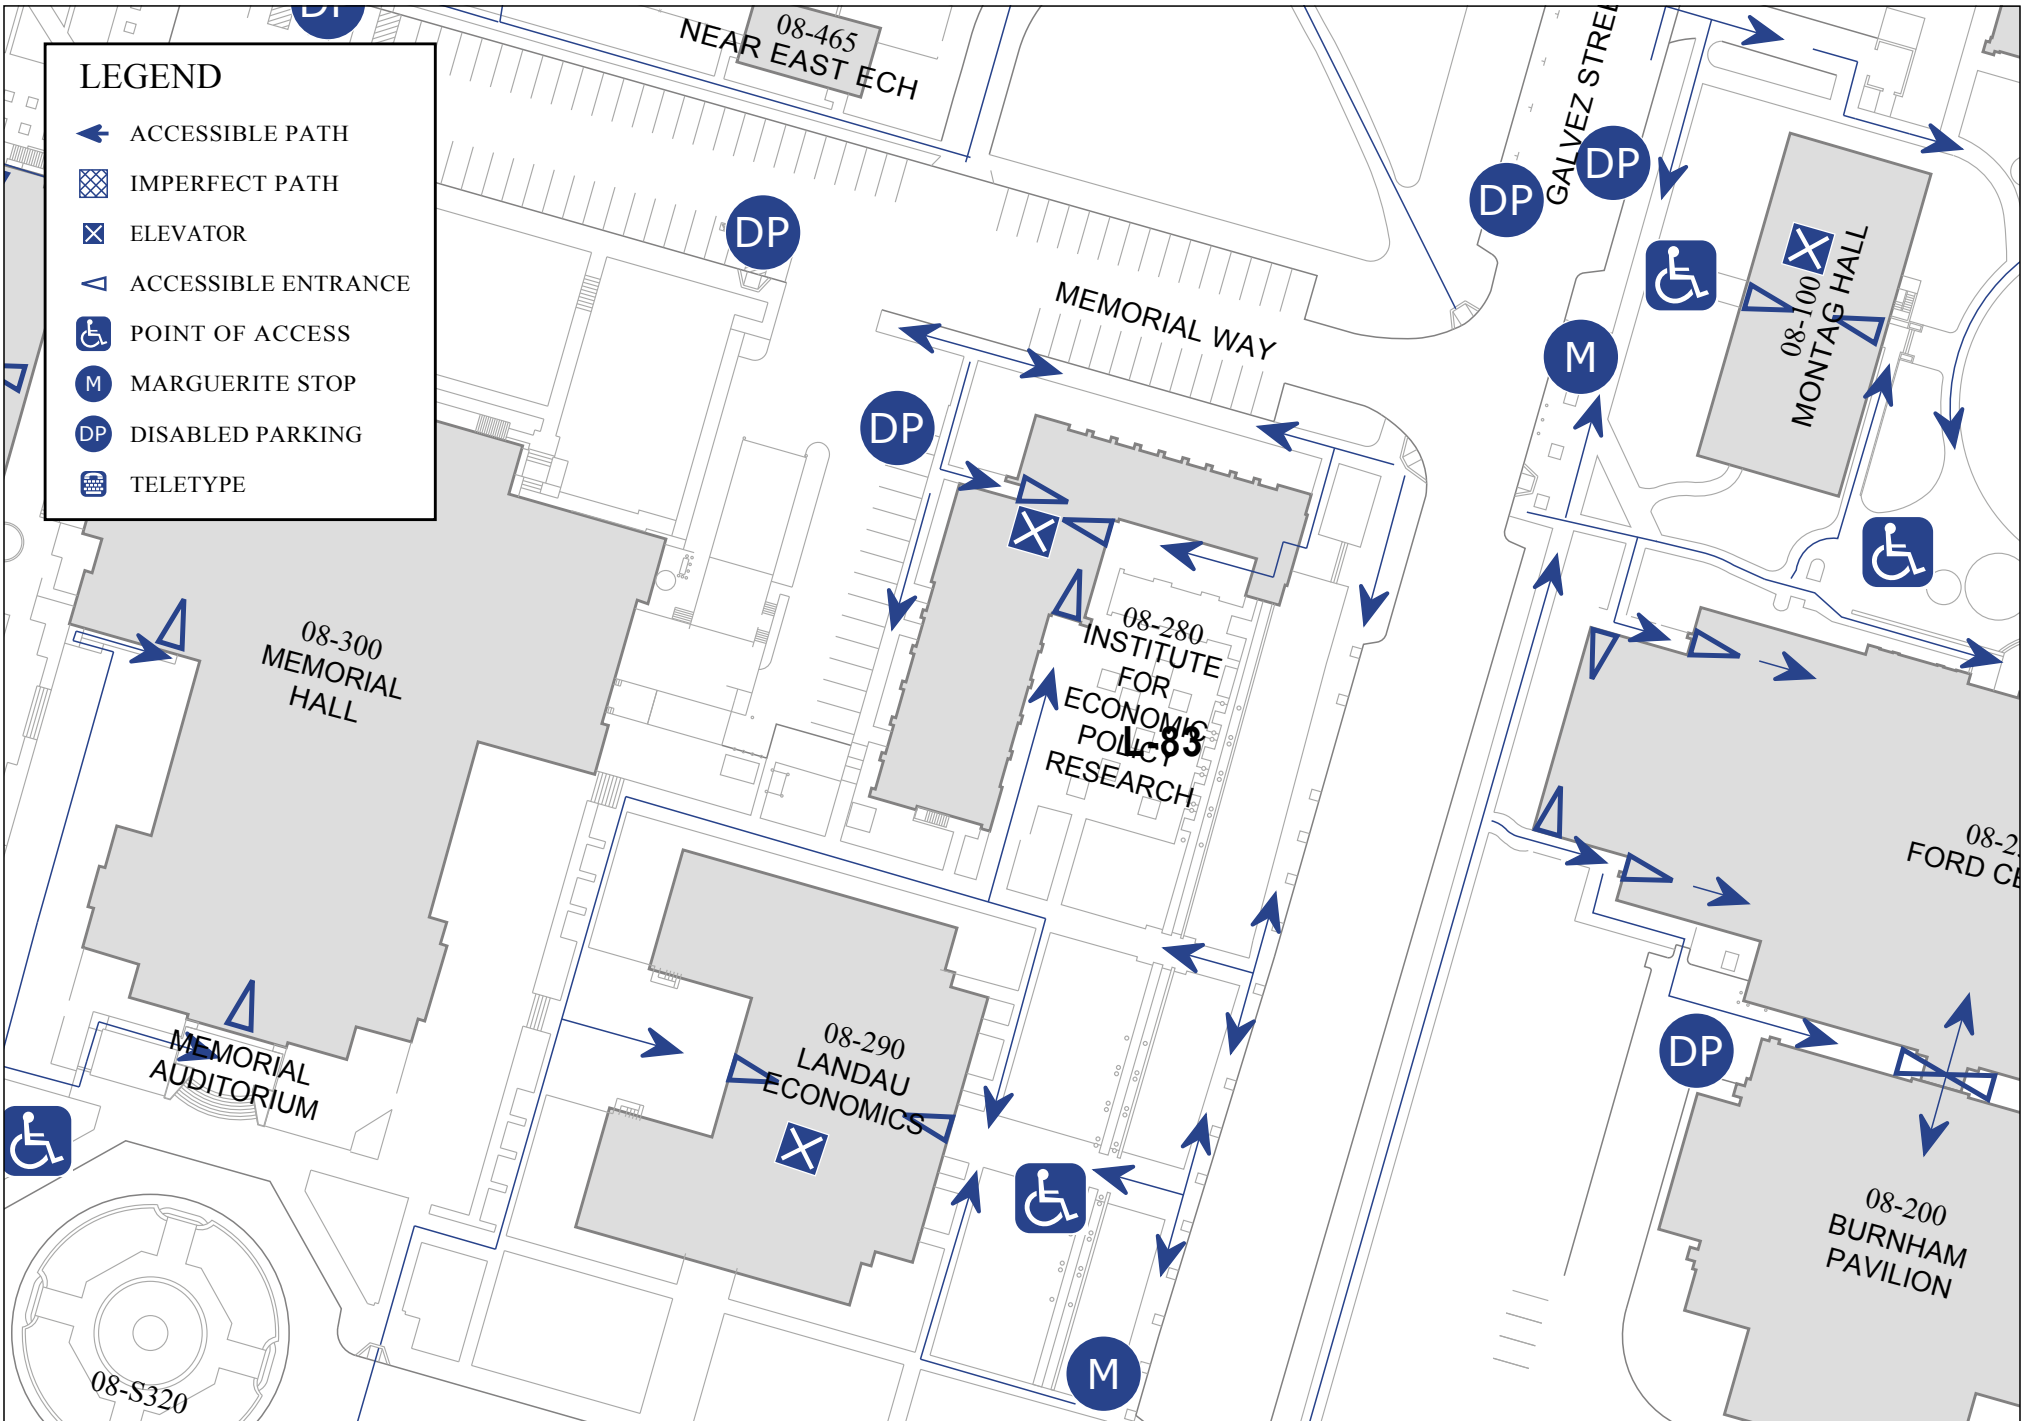 DP
08-465
NEAR EAST ECH
GALVEZ STREE
LEGEND
ACCESSIBLE PATH
IMPERFECT PATH
ELEVATOR
ACCESSIBLE ENTRANCE
POINT OF ACCESS
M
MARGUERITE STOP
DP
DISABLED PARKING
TELETYPE
DP
DP
DP
MEMORIAL WAY
M
08-100
MONTAG HALL
DP
08-300
MEMORIAL
HALL
08-280
INSTITUTE
FOR
ECONOMIC
POLICY
RESEARCH
L-83
08-2
FORD CE
MEMORIAL
AUDITORIUM
08-290
LANDAU
ECONOMICS
DP
08-200
BURNHAM
PAVILION
08-S320
M